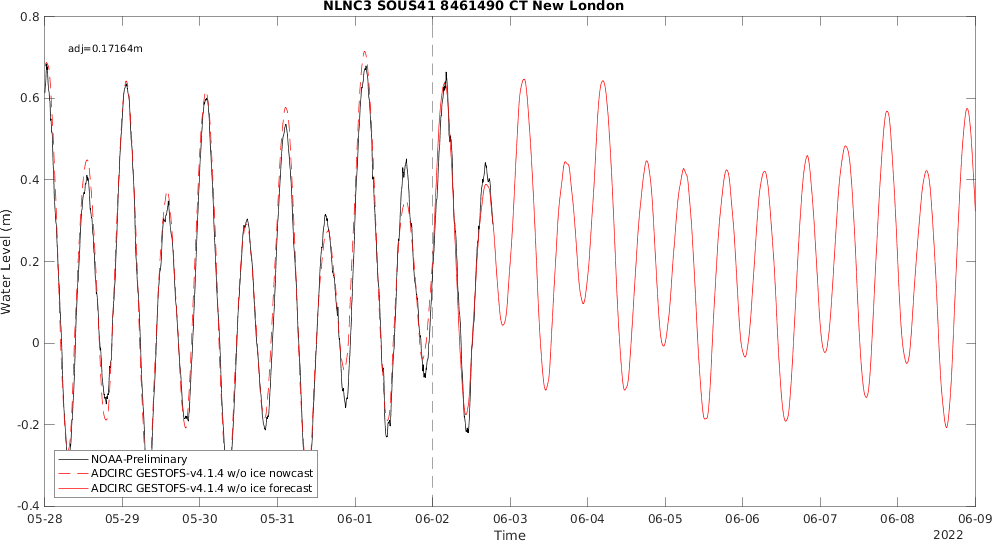 NLNC3 SOUS41 8461490 CT New London
adj=0.17164m
0.8
0.6
0.4
0.2
0
-0.2
-0.4
Water Level (m)
NOAA-Preliminary
ADCIRC GESTOFS-v4.1.4 w/o ice nowcast
ADCIRC GESTOFS-v4.1.4 w/o ice forecast
05-28 05-29 05-30 05-31 06-01 06-02 06-03 06-04 06-05 06-06 06-07 06-08 06-09
Time
2022